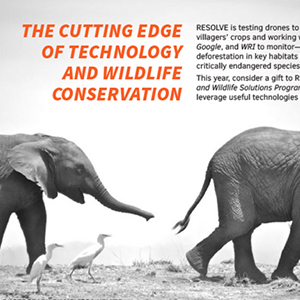 THE CUTTING EDGE
OF TECHNOLOGY
AND WILDLIFE
CONSERVATION
RESOLVE is testing drones to
villagers' crops and working
Google, and WRI to monitor—
deforestation in key habitats
critically endangered species
This year, consider a gift to
and Wildlife Solutions
leverage useful technologies